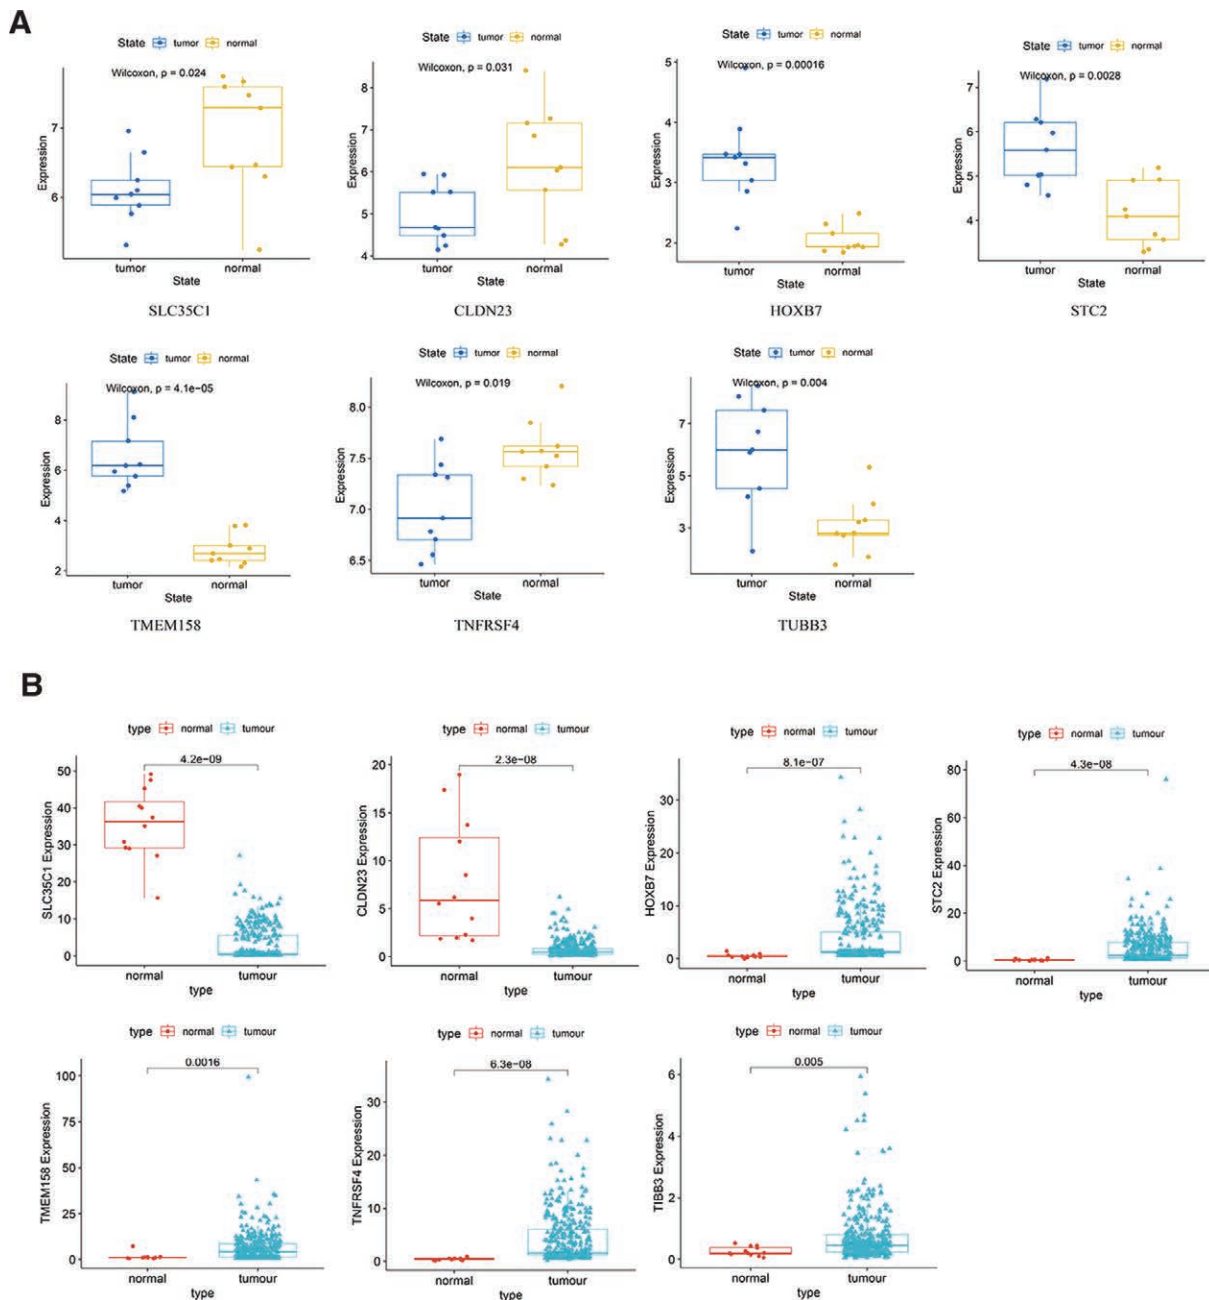 A
State tumor normal
Wilcoxon, p = 0.024
Expression
7
6
tumor normal
State
SLC35C1
State tumor normal
Wilcoxon, p = 0.031
Expression
8
7
6
5
4
tumor normal
State
CLDN23
State tumor normal
Wilcoxon, p = 0.00016
Expression
5
4
3
2
tumor normal
State
HOXB7
State tumor normal
Wilcoxon, p = 0.0028
Expression
7
6
5
4
tumor normal
State
STC2
State tumor normal
Wilcoxon, p = 4.1e−05
Expression
8
6
4
2
tumor normal
State
TMEM158
State tumor normal
Wilcoxon, p = 0.019
Expression
8.0
7.5
7.0
6.5
tumor normal
State
TNFRSF4
State tumor normal
Wilcoxon, p = 0.004
Expression
7
5
3
tumor normal
State
TUBB3
B
type normal tumour
4.2e−09
SLC35C1 Expression
50
40
30
20
10
0
normal tumour
type
type normal tumour
2.3e−08
CLDN23 Expression
20
15
10
5
0
normal tumour
type
type normal tumour
8.1e−07
HOXB7 Expression
30
20
10
0
normal tumour
type
type normal tumour
4.3e−08
STC2 Expression
80
60
40
20
0
normal tumour
type
type normal tumour
0.0016
TMEM158 Expression
100
75
50
25
0
normal tumour
type
type normal tumour
6.3e−08
TNFRSF4 Expression
30
20
10
0
normal tumour
type
type normal tumour
0.005
TIBB3 Expression
6
4
2
0
normal tumour
type